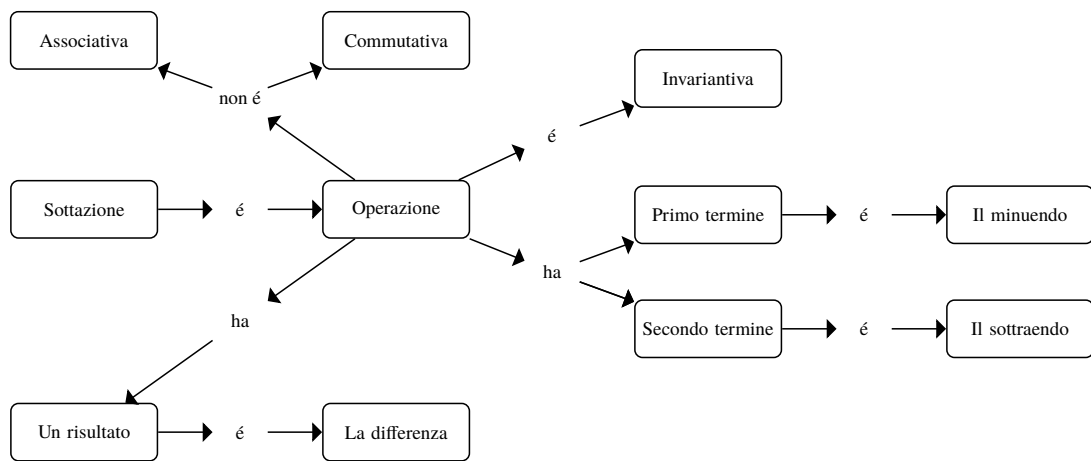 Associativa
Commutativa
non é
Invariantiva
é
Sottazione
é
Operazione
Primo termine
é
Il minuendo
ha
ha
Secondo termine
é
Il sottraendo
Un risultato
é
La differenza